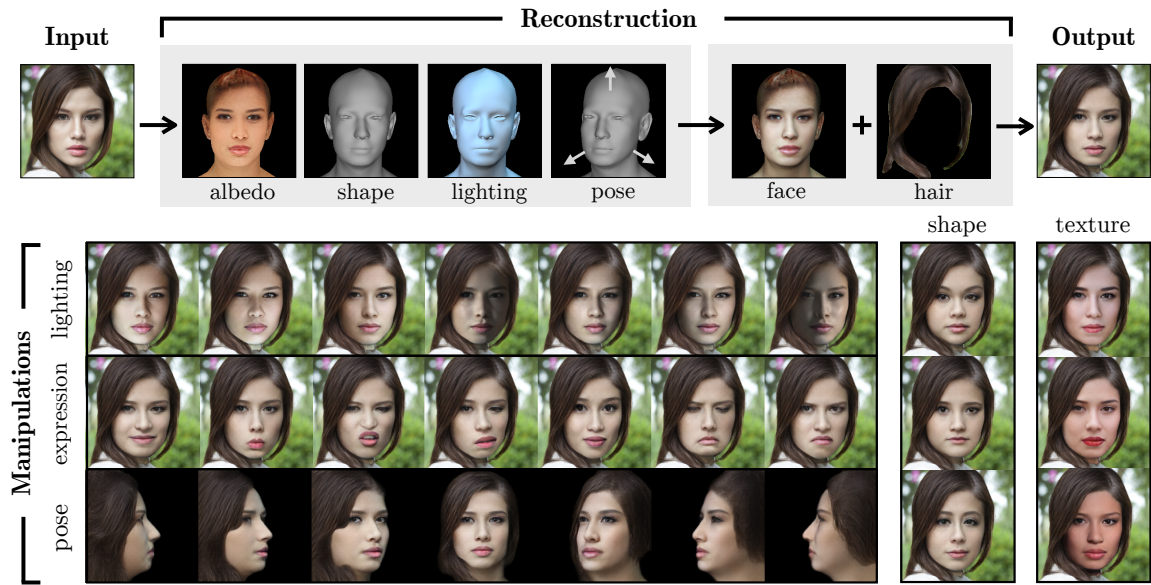 Reconstruction
Input
Output
albedo
shape
lighting
pose
face
+
hair
shape
texture
Manipulations
lighting
expression
pose